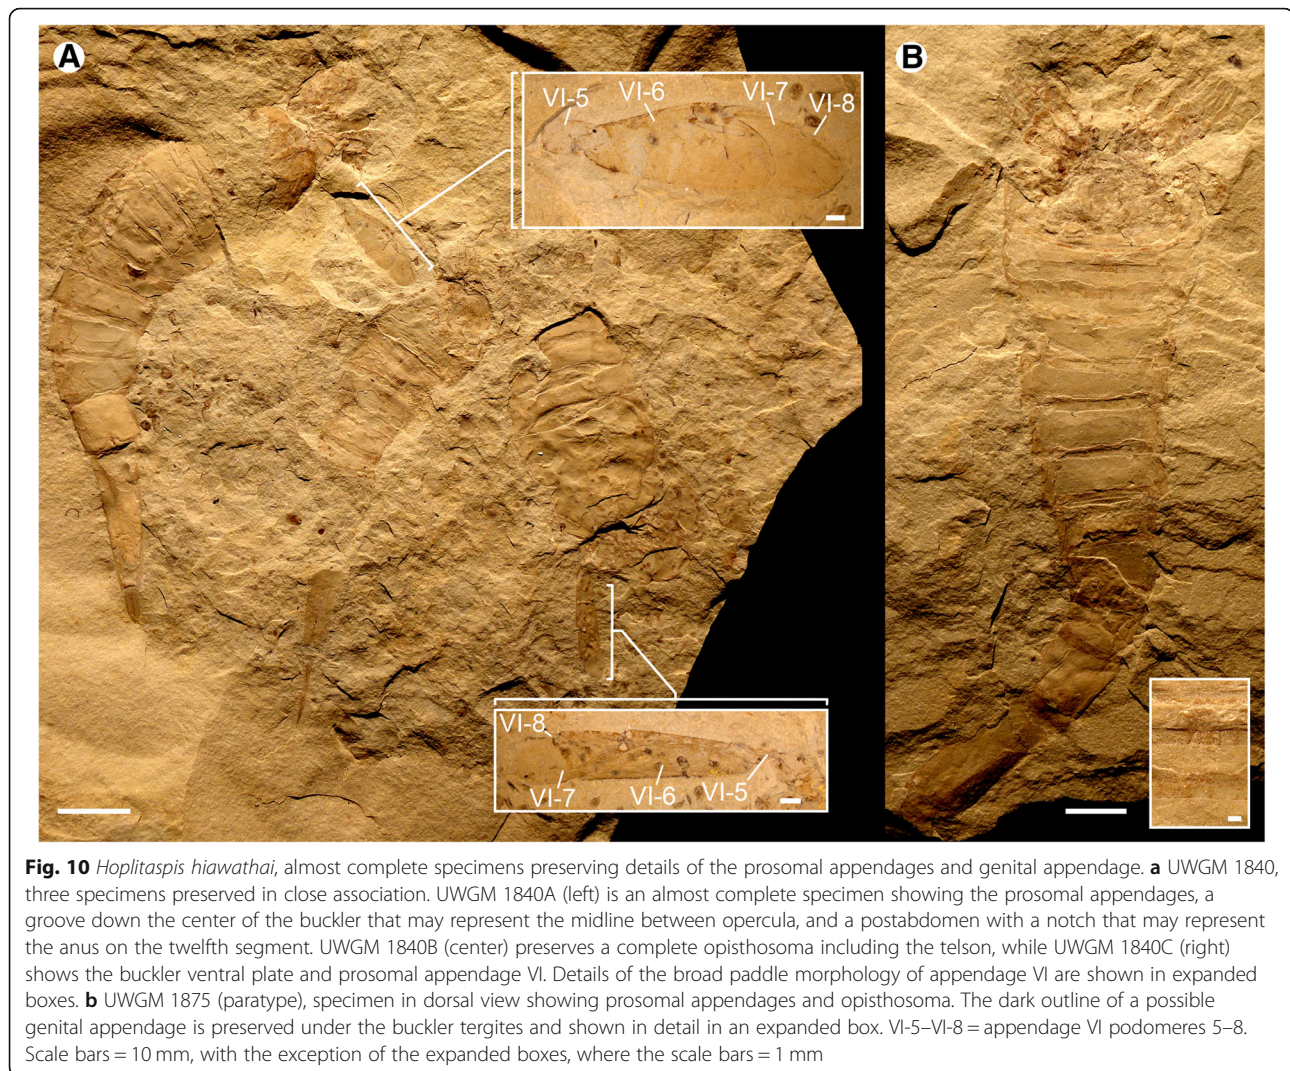 A
B
VI-5
VI-6
VI-7
VI-8
VI-8
VI-7
VI-6
VI-5
Fig. 10 Hoplitaspis hiawathai, almost complete specimens preserving details of the prosomal appendages and genital appendage. a UWGM 1840,
three specimens preserved in close association. UWGM 1840A (left) is an almost complete specimen showing the prosomal appendages, a
groove down the center of the buckler that may represent the midline between opercula, and a postabdomen with a notch that may represent
the anus on the twelfth segment. UWGM 1840B (center) preserves a complete opisthosoma including the telson, while UWGM 1840C (right)
shows the buckler ventral plate and prosomal appendage VI. Details of the broad paddle morphology of appendage VI are shown in expanded
boxes. b UWGM 1875 (paratype), specimen in dorsal view showing prosomal appendages and opisthosoma. The dark outline of a possible
genital appendage is preserved under the buckler tergites and shown in detail in an expanded box. VI-5–VI-8 = appendage VI podomeres 5–8.
Scale bars = 10 mm, with the exception of the expanded boxes, where the scale bars = 1 mm